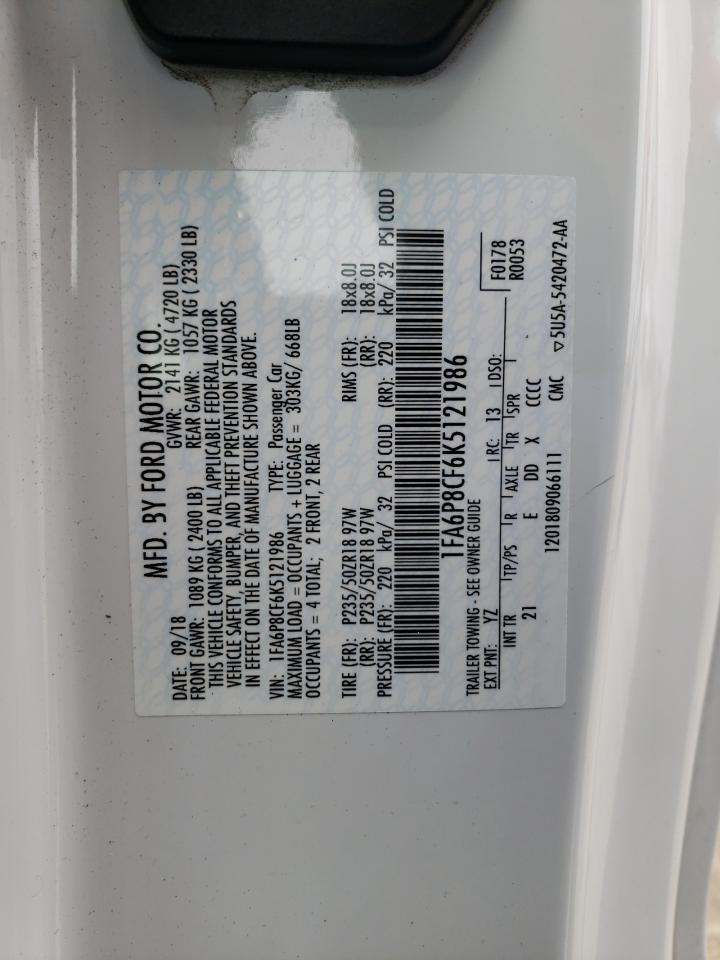 MFD. BY FORD MOTOR CO.
DATE: 09/18 GVWR: 2141 KG ( 4720 LB)
FRONT GAWR: 1089 KG ( 2400 LB) REAR GAWR: 1057 KG ( 2330 LB)
THIS VEHICLE CONFORMS TO ALL APPLICABLE FEDERAL MOTOR
VEHICLE SAFETY, BUMPER, AND THEFT PREVENTION STANDARDS
IN EFFECT ON THE DATE OF MANUFACTURE SHOWN ABOVE.
VIN: 1FA6P8CF6K5121986 TYPE: Passenger Car
MAXIMUM LOAD = OCCUPANTS + LUGGAGE = 303KG/ 668LB
OCCUPANTS = 4 TOTAL; 2 FRONT, 2 REAR
TIRE (FR): P235/50ZR18 97W RIMS (FR): 18x8.0J
(RR): P235/50ZR18 97W (RR): 18x8.0J
PRESSURE (FR): 220 kPa/ 32 PSI COLD (RR): 220 kPa/ 32 PSI COLD
1FA6P8CF6K5121986
TRAILER TOWING - SEE OWNER GUIDE
EXT PNT: YZ RC: 13 DSO: F0178
R0053
INT TR TP/PS R AXLE TR SPR
21 E DD X CCCC
1201809066111 CMC ▽5U5A-5420472-AA